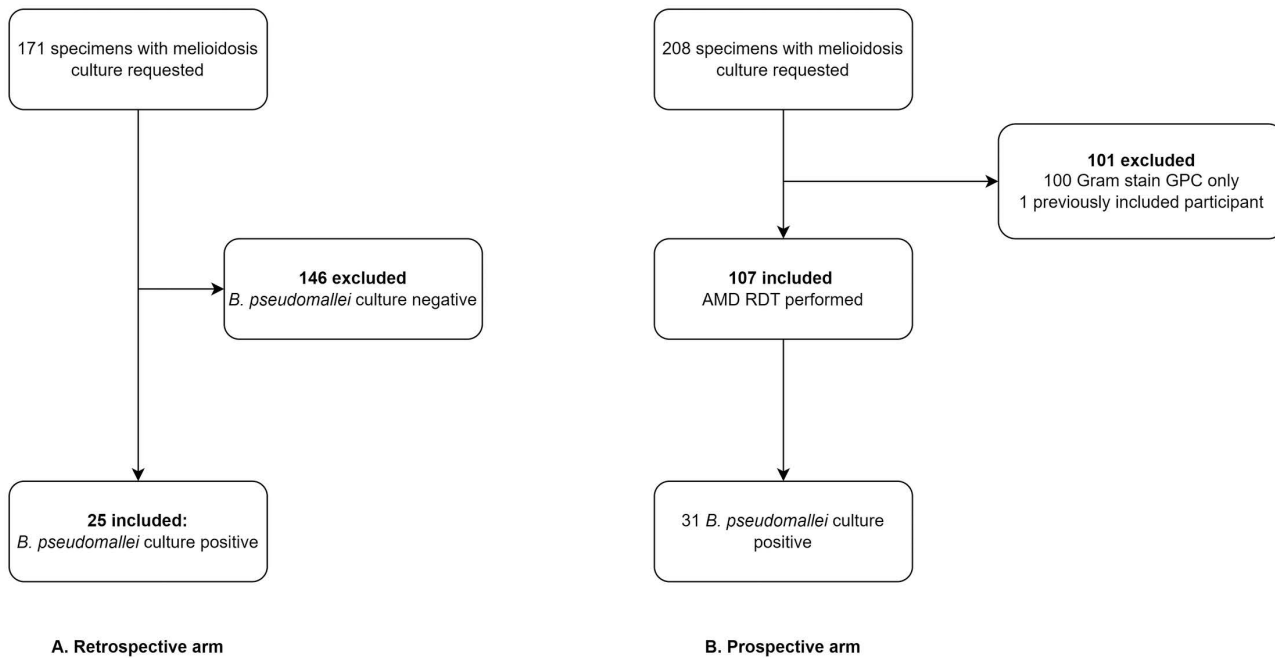 171 specimens with melioidosis
culture requested
146 excluded
B. pseudomallei culture negative
25 included:
B. pseudomallei culture positive
A. Retrospective arm
208 specimens with melioidosis
culture requested
101 excluded
100 Gram stain GPC only
1 previously included participant
107 included
AMD RDT performed
31 B. pseudomallei culture
positive
B. Prospective arm